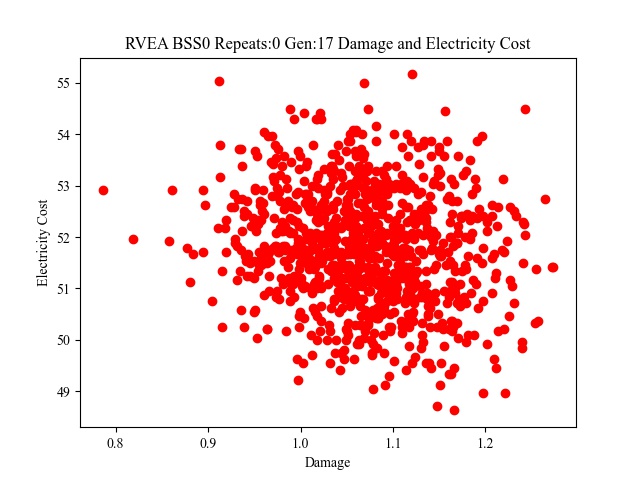 RVEA BSS0 Repeats:0 Gen:17 Damage and Electricity Cost
55
54
53
52
51
50
49
Electricity Cost
0.8 0.9 1.0 1.1 1.2
Damage